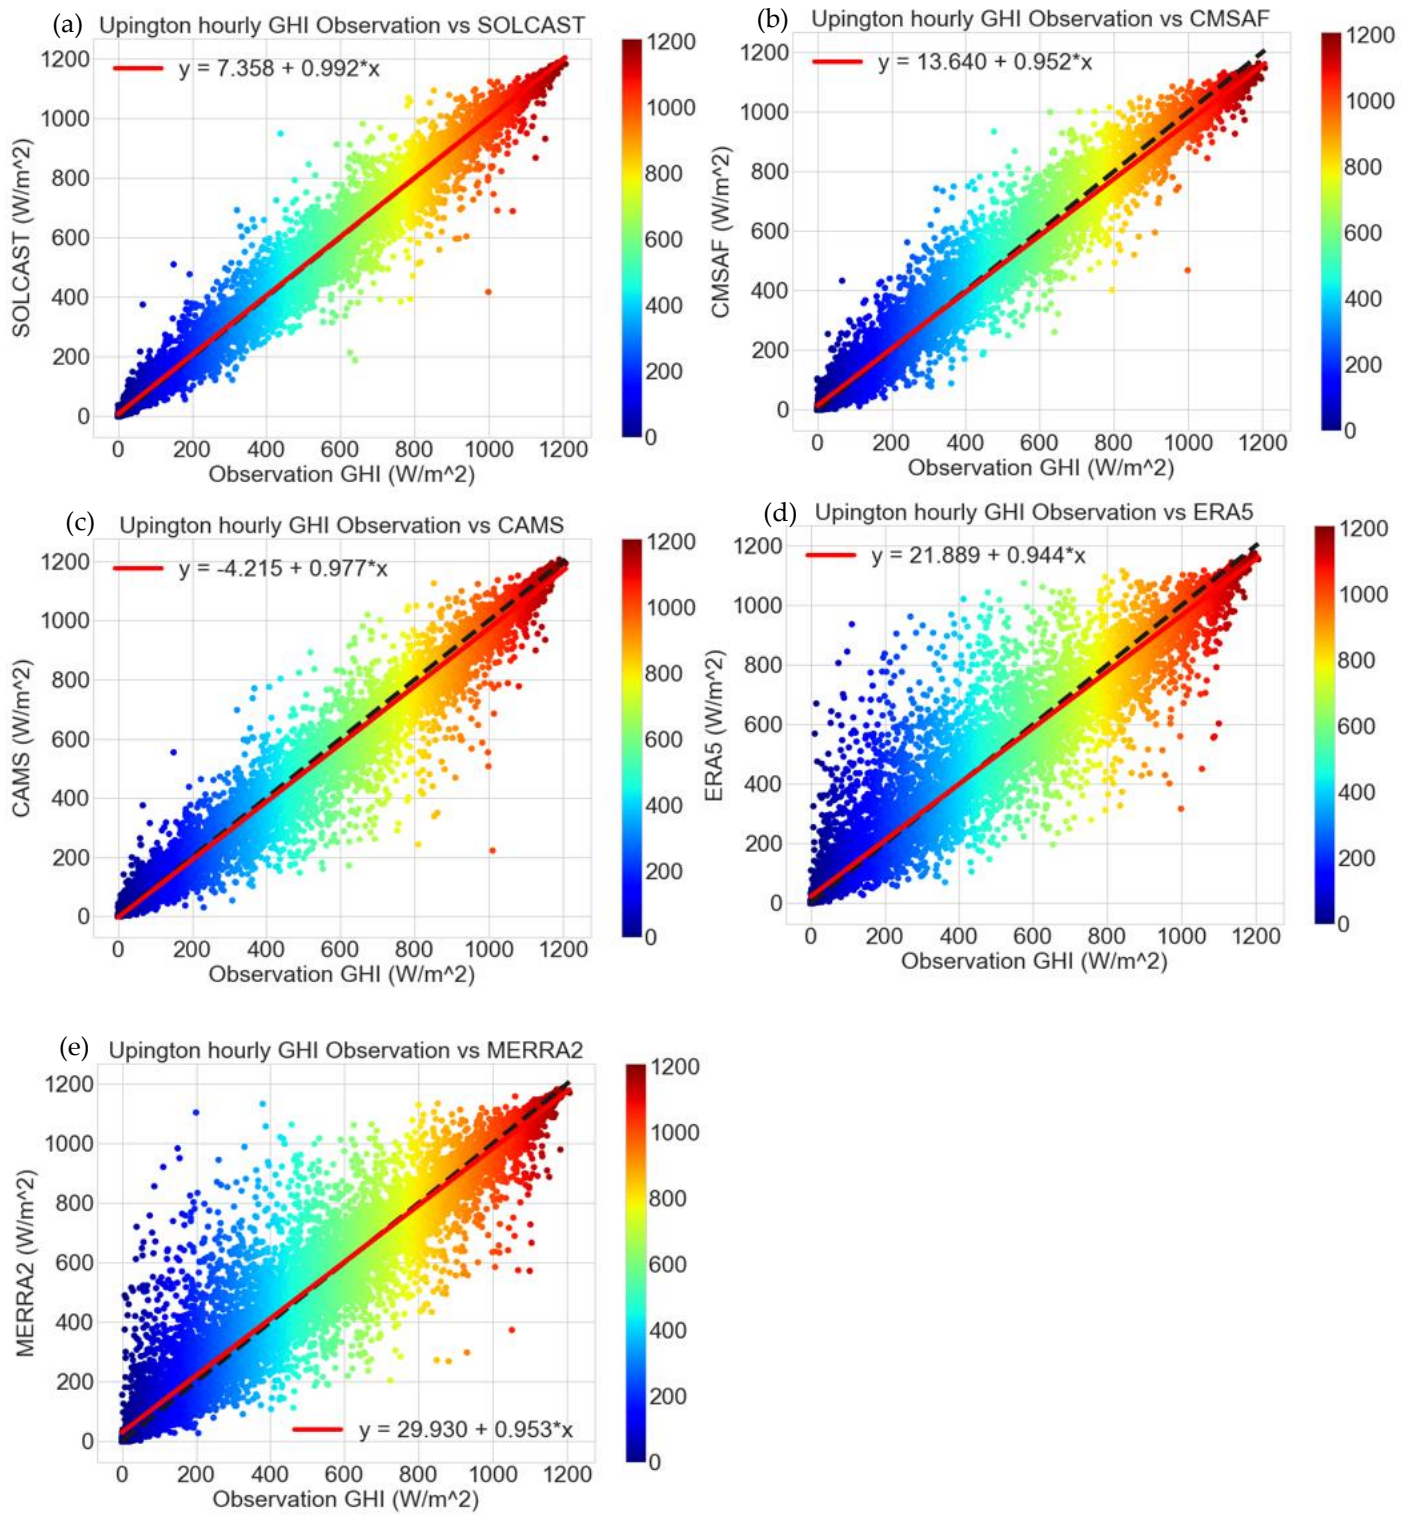 (a) Upington hourly GHI Observation vs SOLCAST
y = 7.358 + 0.992*x
SOLCAST (W/m^2)
1200
1000
800
600
400
200
0
0 200 400 600 800 1000 1200
Observation GHI (W/m^2)
1200
1000
800
600
400
200
0
(b) Upington hourly GHI Observation vs CMSAF
y = 13.640 + 0.952*x
CMSAF (W/m^2)
1200
1000
800
600
400
200
0
0 200 400 600 800 1000 1200
Observation GHI (W/m^2)
1200
1000
800
600
400
200
0
(c) Upington hourly GHI Observation vs CAMS
y = -4.215 + 0.977*x
CAMS (W/m^2)
1200
1000
800
600
400
200
0
0 200 400 600 800 1000 1200
Observation GHI (W/m^2)
1200
1000
800
600
400
200
0
(d) Upington hourly GHI Observation vs ERA5
y = 21.889 + 0.944*x
ERA5 (W/m^2)
1200
1000
800
600
400
200
0
0 200 400 600 800 1000 1200
Observation GHI (W/m^2)
1200
1000
800
600
400
200
0
(e) Upington hourly GHI Observation vs MERRA2
MERRA2 (W/m^2)
1200
1000
800
600
400
200
0
y = 29.930 + 0.953*x
0 200 400 600 800 1000 1200
Observation GHI (W/m^2)
1200
1000
800
600
400
200
0